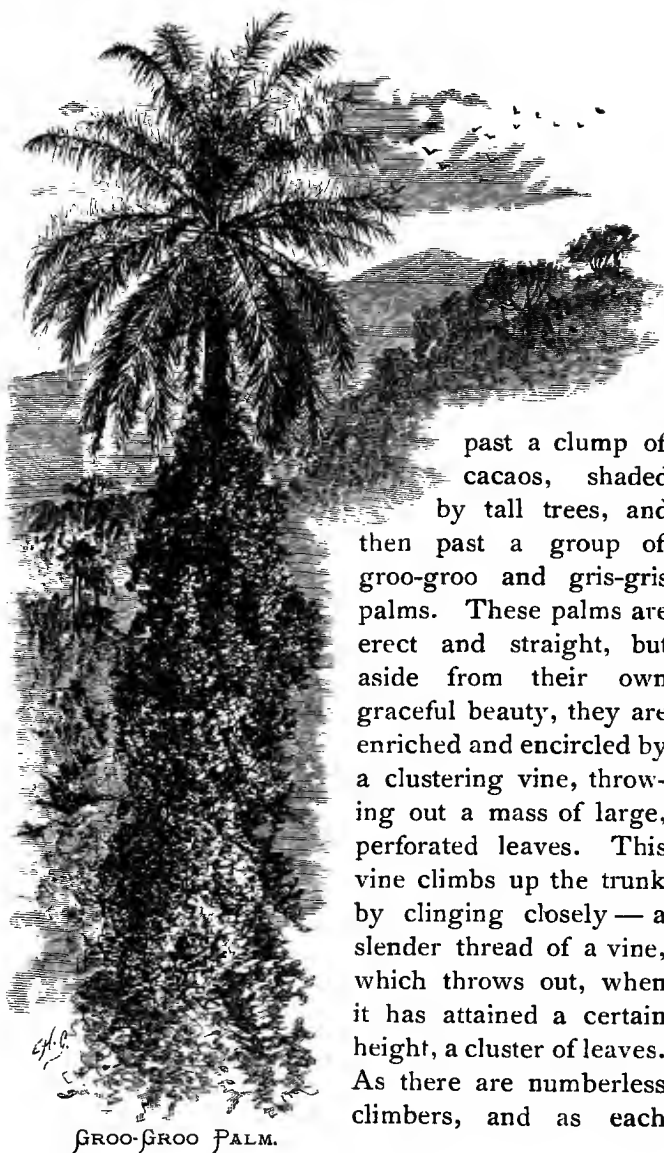 past a clump of
cacaos, shaded
by tall trees, and
then past a group of
groo-groo and gris-gris
palms. These palms are
erect and straight, but
aside from their own
graceful beauty, they are
enriched and encircled by
a clustering vine, throw-
ing out a mass of large,
perforated leaves. This
vine climbs up the trunk
by clinging closely — a
slender thread of a vine,
which throws out, when
it has attained a certain
height, a cluster of leaves.
As there are numberless
climbers, and as each
GROO-GROO PALM.